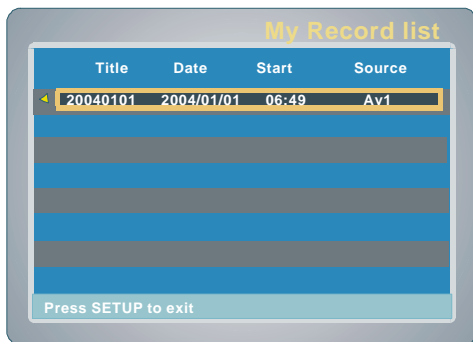 My Record list
Title Date Start Source
20040101 2004/01/01 06:49 Av1
Press SETUP to exit